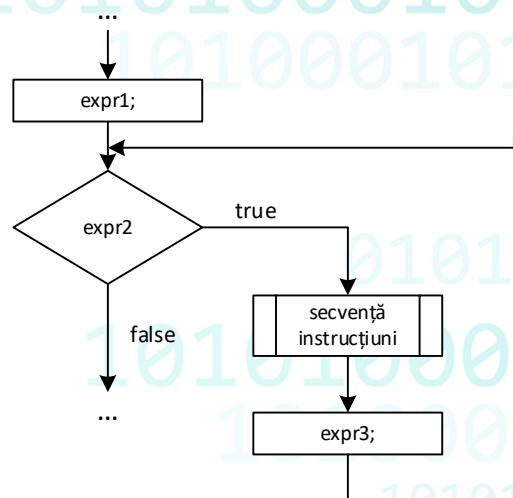 ...
expr1;
expr2
true
secvență
instrucțiuni
false
...
expr3;